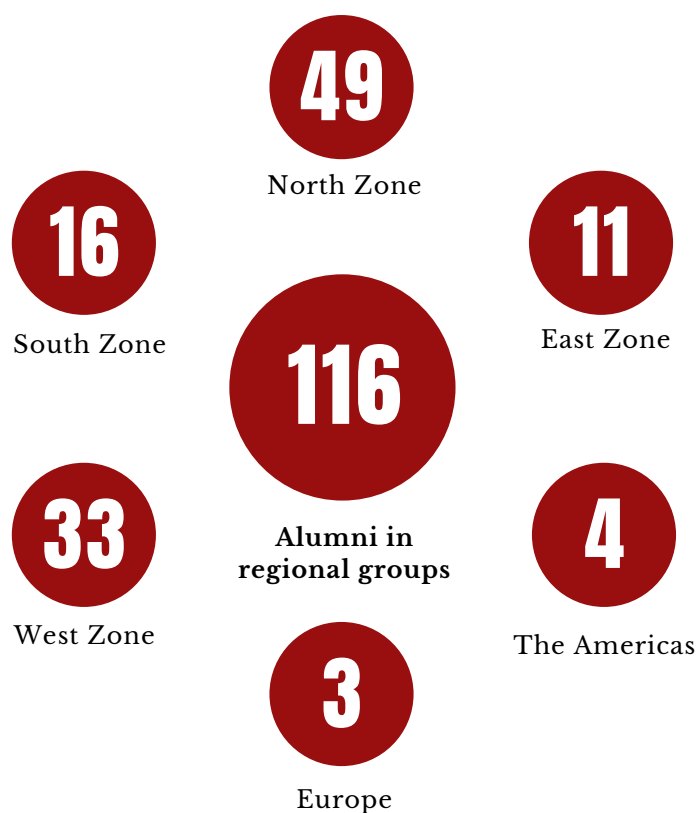 49
North Zone
16
South Zone
11
East Zone
116
Alumni in
regional groups
33
West Zone
4
The Americas
3
Europe